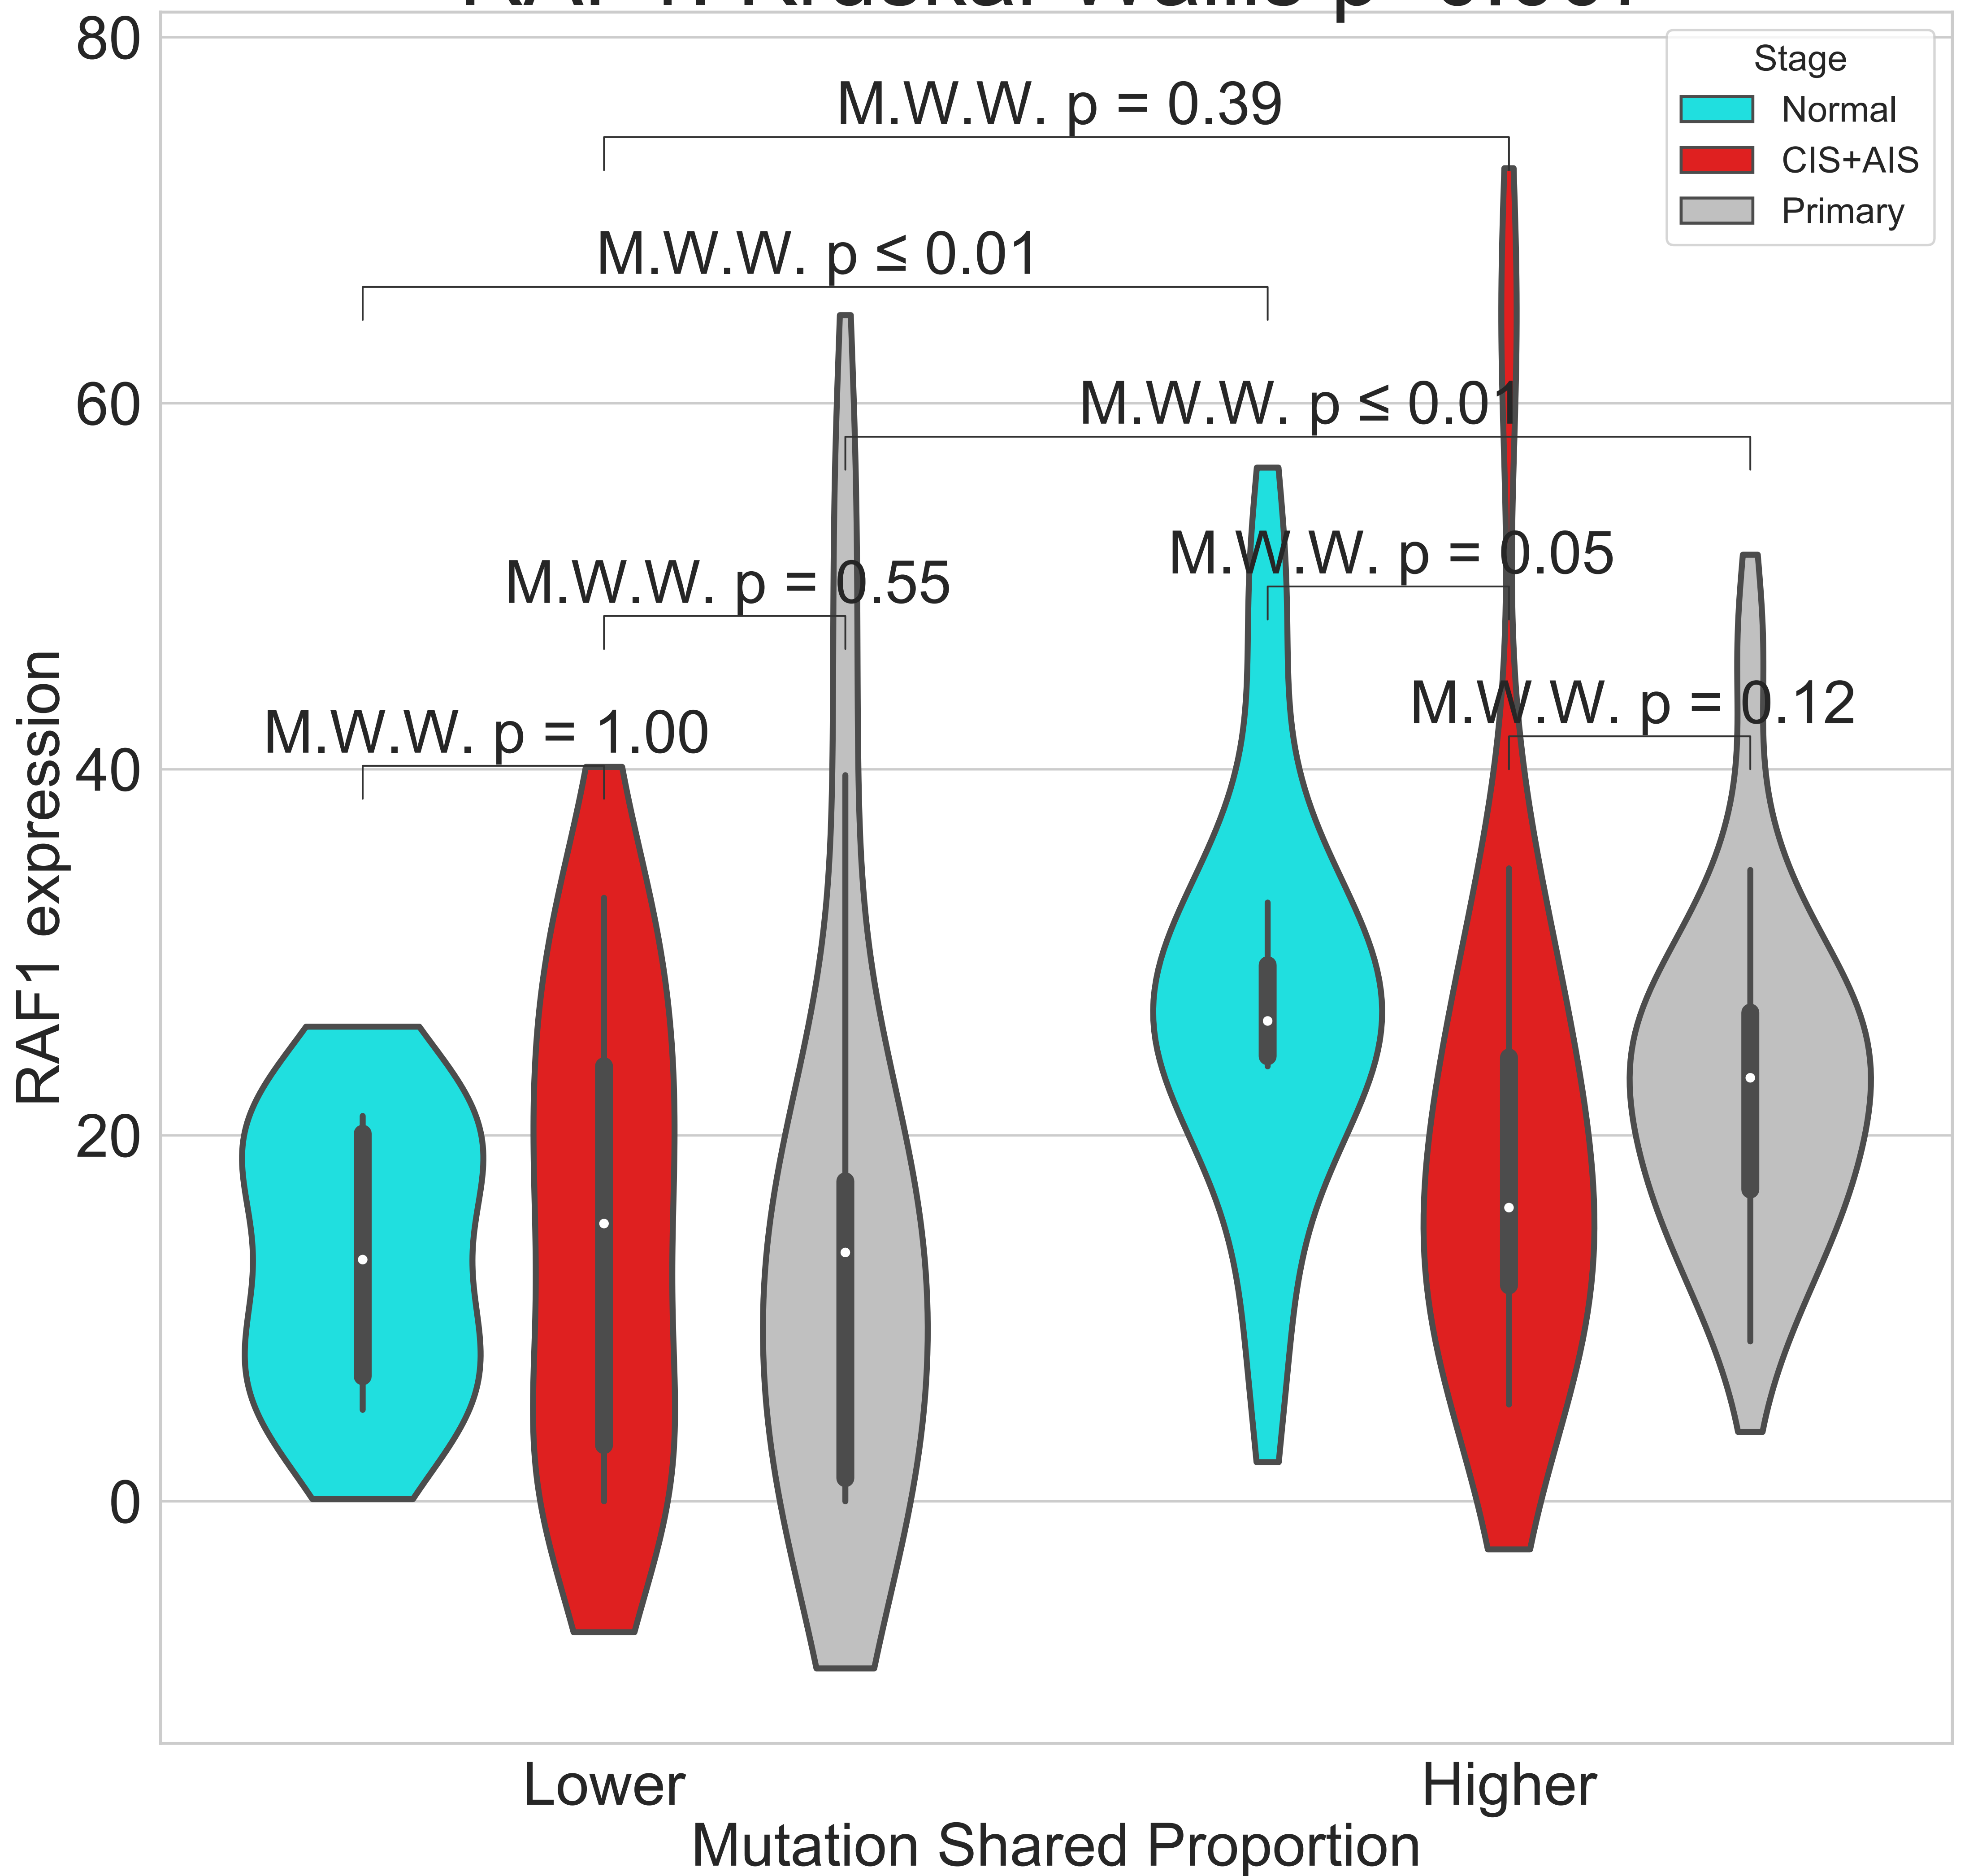 80
Stage
Normal
CIS+AIS
Primary
M.W.W. p = 0.39
M.W.W. p ≤ 0.01
60
M.W.W. p ≤ 0.01
M.W.W. p = 0.05
M.W.W. p = 0.55
M.W.W. p = 0.12
M.W.W. p = 1.00
40
RAF1 expression
20
0
Lower
Higher
Mutation Shared Proportion